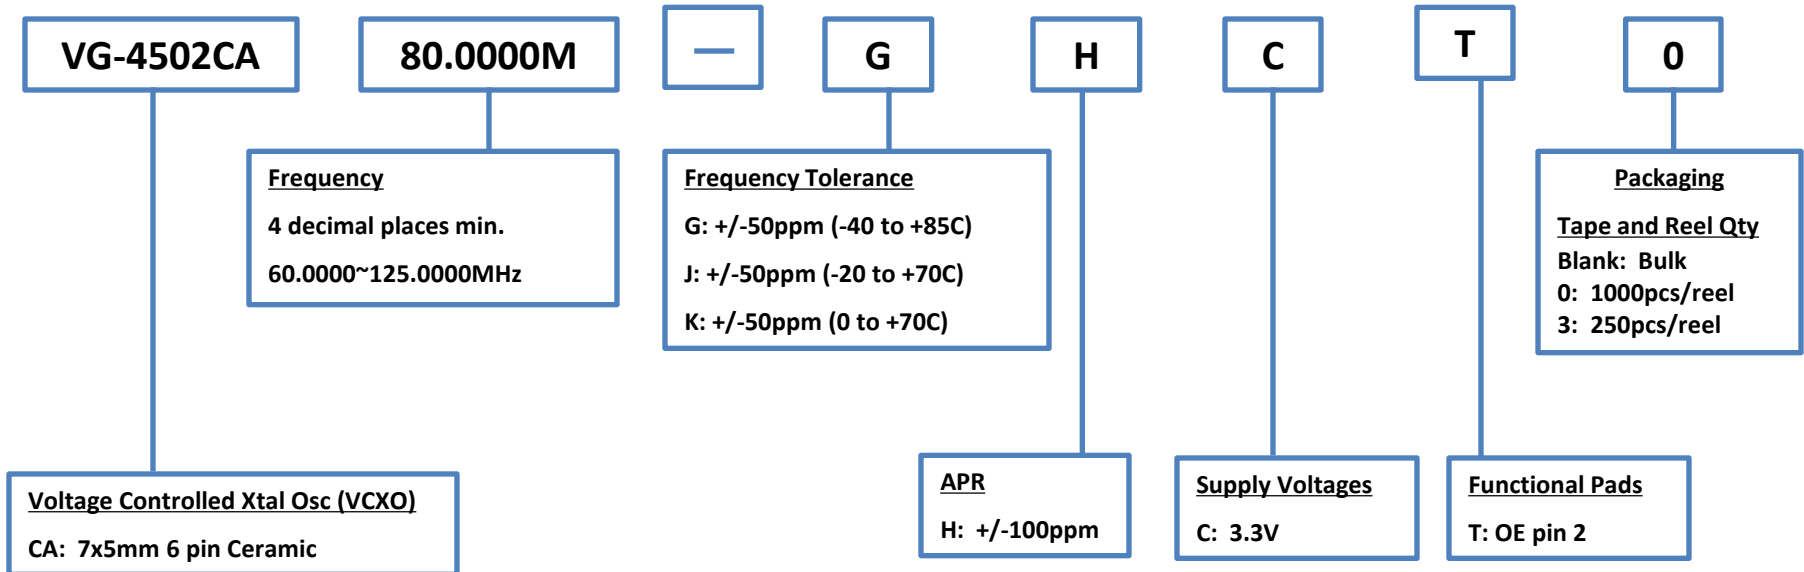 VG-4502CA 80.0000M — G H C T 0
Frequency
4 decimal places min.
60.0000~125.0000MHz
Frequency Tolerance
G: +/-50ppm (-40 to +85C)
J: +/-50ppm (-20 to +70C)
K: +/-50ppm (0 to +70C)
Packaging
Tape and Reel Qty
Blank: Bulk
0: 1000pcs/reel
3: 250pcs/reel
Voltage Controlled Xtal Osc (VCXO)
CA: 7x5mm 6 pin Ceramic
APR
H: +/-100ppm
Supply Voltages
C: 3.3V
Functional Pads
T: OE pin 2